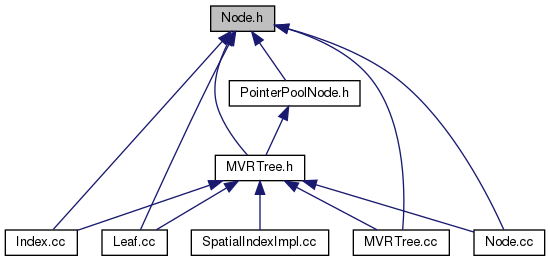 Node.h
PointerPoolNode.h
MVRTree.h
Index.cc
Leaf.cc
SpatialIndexImpl.cc
MVRTree.cc
Node.cc